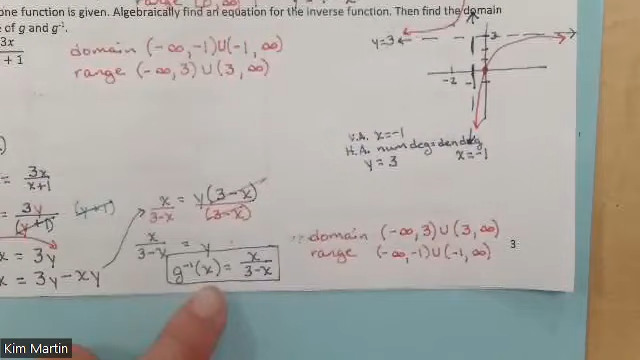 one function is given. Algebraically find an equation for the inverse function. Then find the domain
e of g and g⁻¹.
3x
+ 1
domain (-∞,-1)∪(-1,∞)
range (-∞,3)∪(3,∞)
y=3
3
-2
V.A. x=-1
H.A. num deg=den deg
y=3
x=-1
= 3x/x+1
= 3y/(y+1) (y+1)
x = 3y
x = 3y-xy
x/3-x = y(3-x)/(3-x)
x/3-x = y
g⁻¹(x) = x/3-x
domain (-∞,3)∪(3,∞)
range (-∞,-1)∪(-1,∞)
3
Kim Martin